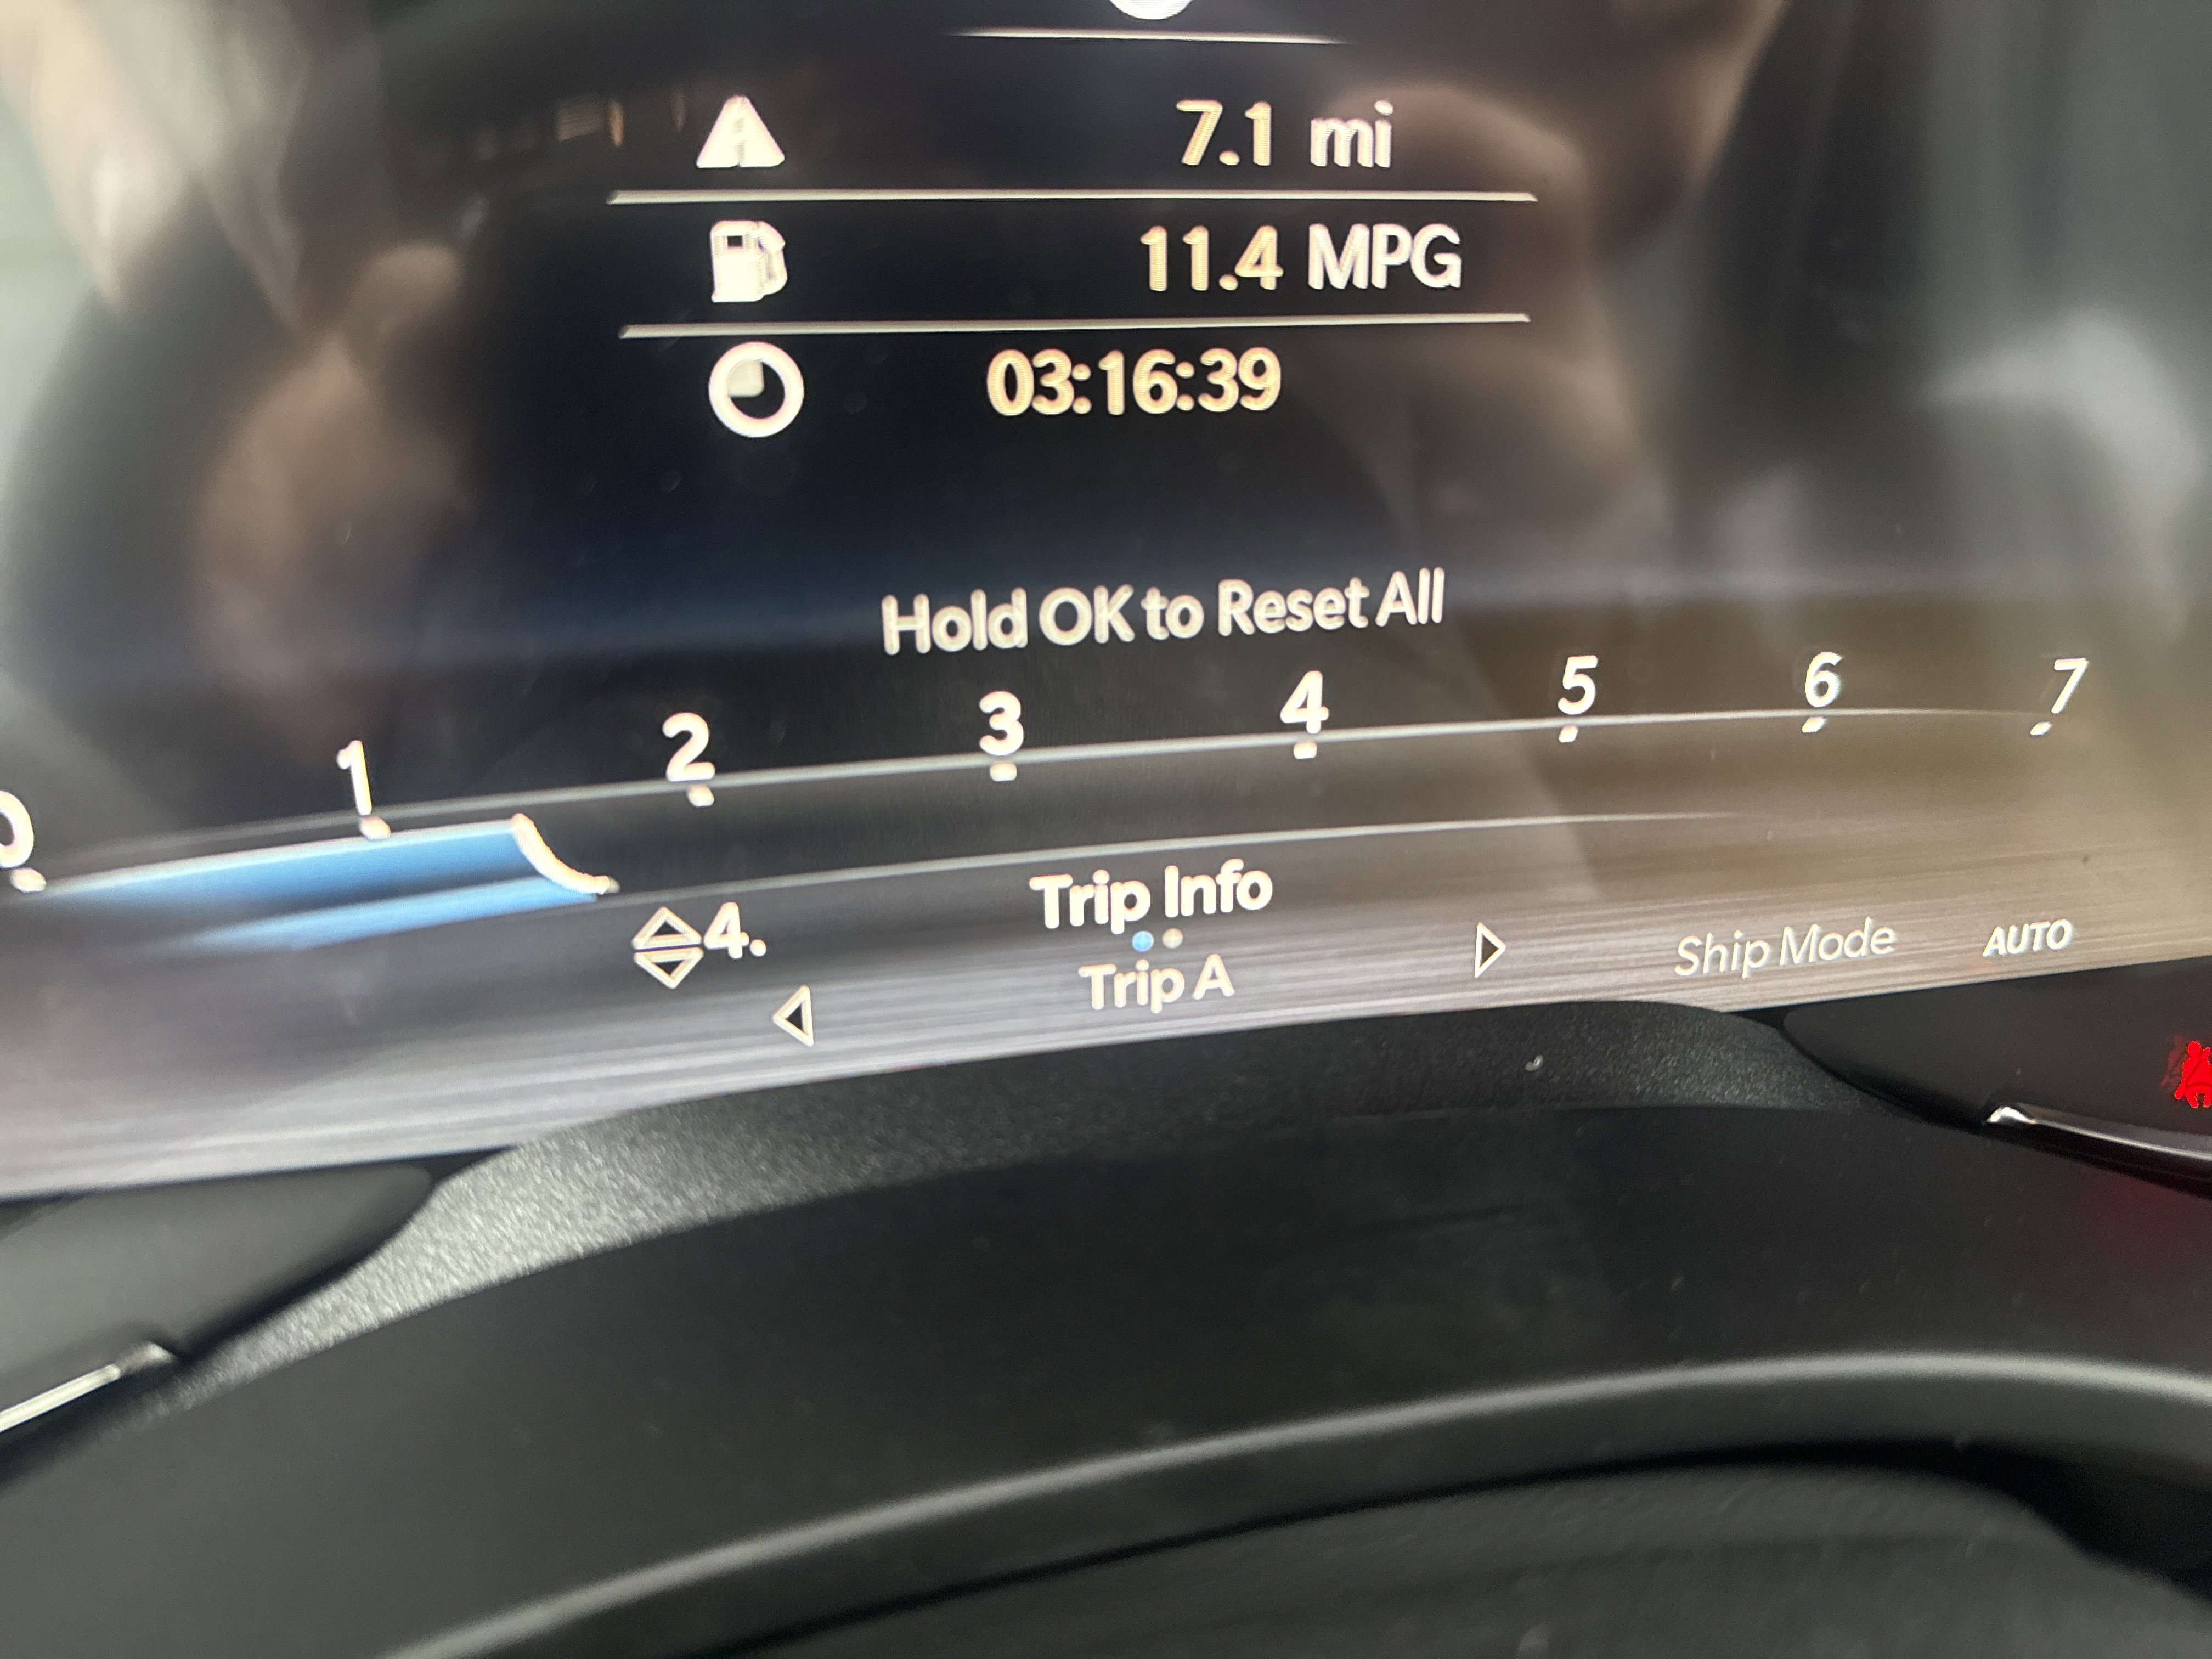 7.1 mi
11.4 MPG
03:16:39
Hold OK to Reset All
0 1 2 3 4 5 6 7
4. Trip Info
Trip A
Ship Mode AUTO